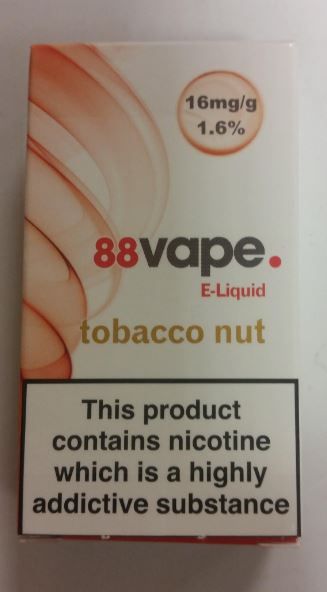 16mg/g
1.6%
88vape.
E-Liquid
tobacco nut
This product
contains nicotine
which is a highly
addictive substance